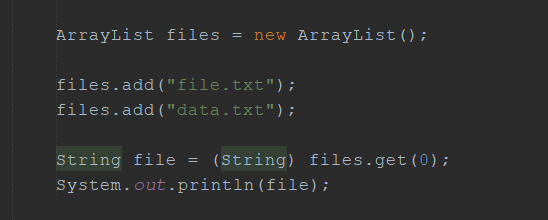 ArrayList files = new ArrayList();
files.add("file.txt");
files.add("data.txt");
String file = (String) files.get(0);
System.out.println(file);